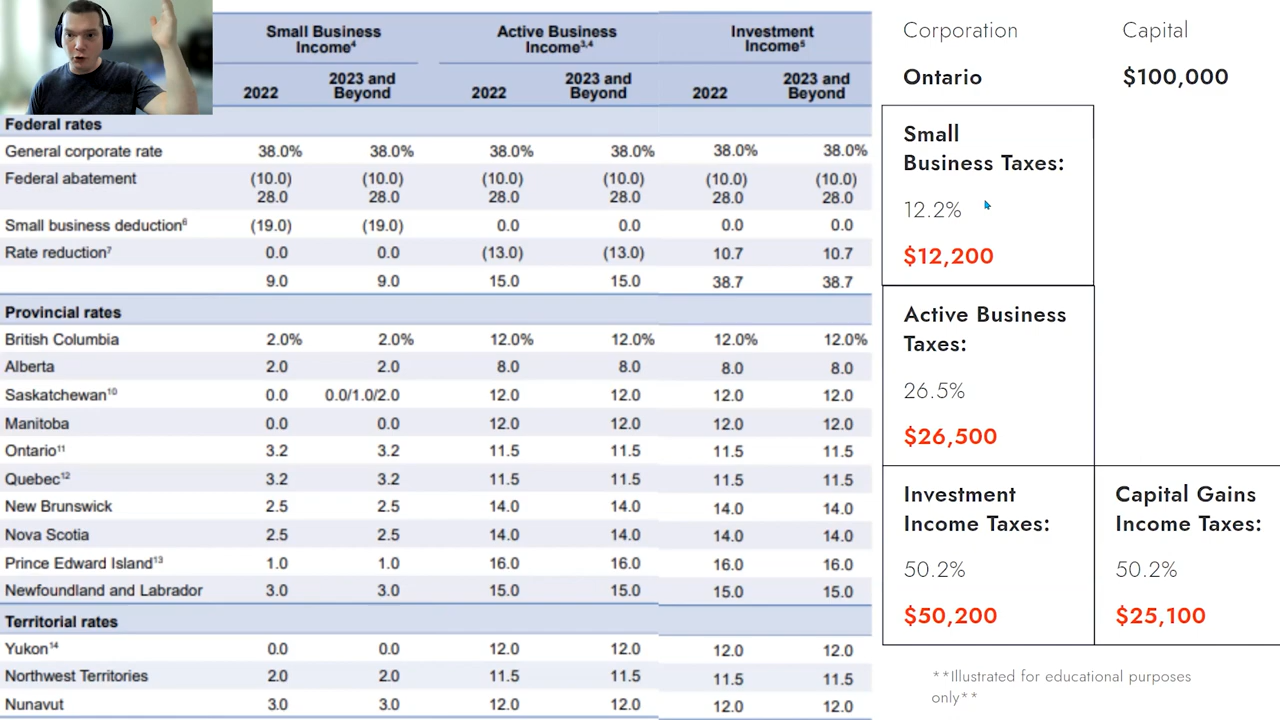 Small Business Income⁴ Active Business Income³,⁴ Investment Income⁵
2022 2023 and Beyond 2022 2023 and Beyond 2022 2023 and Beyond
Federal rates
General corporate rate 38.0% 38.0% 38.0% 38.0% 38.0% 38.0%
Federal abatement (10.0) (10.0) (10.0) (10.0) (10.0) (10.0)
28.0 28.0 28.0 28.0 28.0 28.0
Small business deduction⁶ (19.0) (19.0) 0.0 0.0 0.0 0.0
Rate reduction⁷ 0.0 0.0 (13.0) (13.0) 10.7 10.7
9.0 9.0 15.0 15.0 38.7 38.7
Provincial rates
British Columbia 2.0% 2.0% 12.0% 12.0% 12.0% 12.0%
Alberta 2.0 2.0 8.0 8.0 8.0 8.0
Saskatchewan¹⁰ 0.0 0.0/1.0/2.0 12.0 12.0 12.0 12.0
Manitoba 0.0 0.0 12.0 12.0 12.0 12.0
Ontario¹¹ 3.2 3.2 11.5 11.5 11.5 11.5
Quebec¹² 3.2 3.2 11.5 11.5 11.5 11.5
New Brunswick 2.5 2.5 14.0 14.0 14.0 14.0
Nova Scotia 2.5 2.5 14.0 14.0 14.0 14.0
Prince Edward Island¹³ 1.0 1.0 16.0 16.0 16.0 16.0
Newfoundland and Labrador 3.0 3.0 15.0 15.0 15.0 15.0
Territorial rates
Yukon¹⁴ 0.0 0.0 12.0 12.0 12.0 12.0
Northwest Territories 2.0 2.0 11.5 11.5 11.5 11.5
Nunavut 3.0 3.0 12.0 12.0 12.0 12.0
Corporation Capital
Ontario $100,000
Small
Business Taxes:
12.2%
$12,200
Active Business
Taxes:
26.5%
$26,500
Investment
Income Taxes:
50.2%
$50,200
Capital Gains
Income Taxes:
50.2%
$25,100
**Illustrated for educational purposes
only**